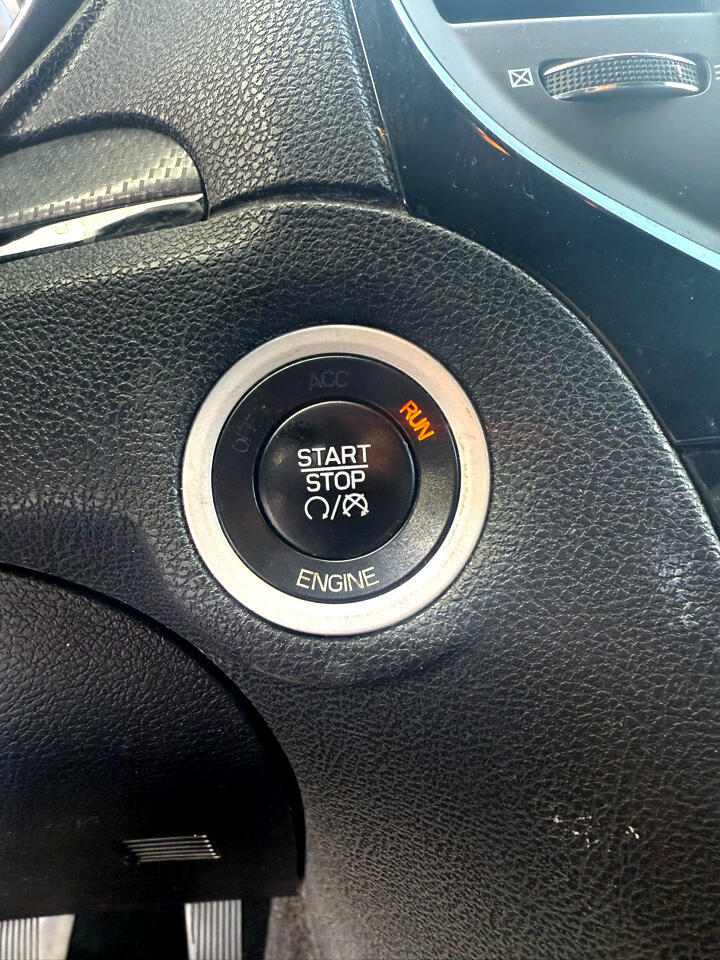 ACC
RUN
OFF
START
STOP
ENGINE